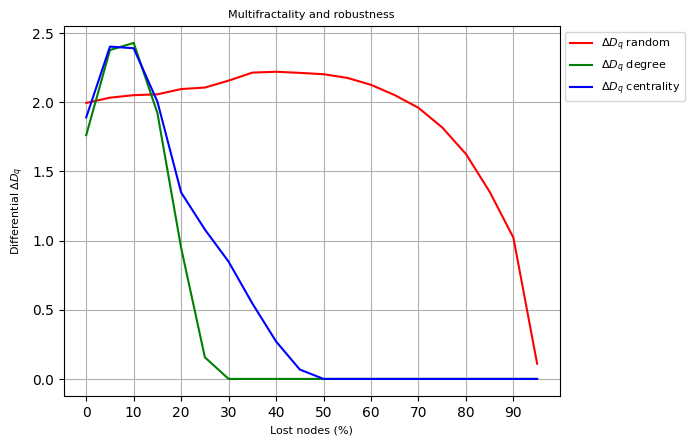 Multifractality and robustness
2.5
2.0
1.5
1.0
0.5
0.0
Differential ΔD_q
0 10 20 30 40 50 60 70 80 90
Lost nodes (%)
ΔD_q random
ΔD_q degree
ΔD_q centrality